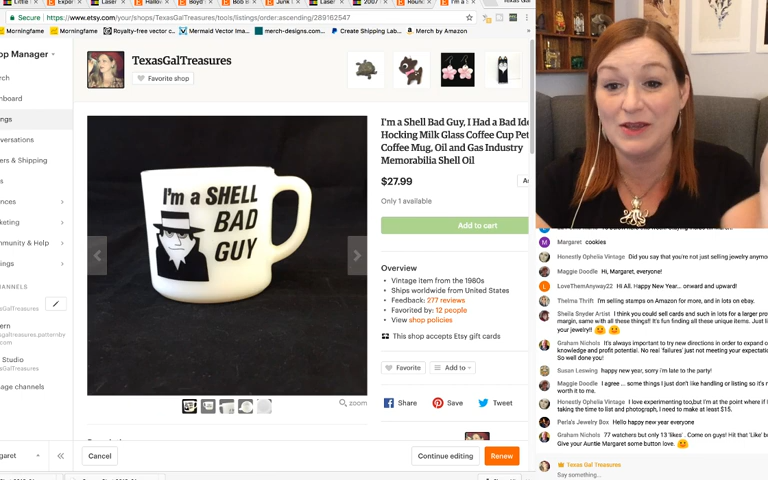 Little
Exper
Laser
Hallo
Boyd
Bob o
Junk
Laser
2007
Round
I'm a
Secure https://www.etsy.com/your/shops/TexasGalTreasures/tools/listings/order:ascending/289162547
Morningfame
Morningfame
Royalty-free vector c...
Mermaid Vector Ima...
merch-designs.com...
Create Shipping Lab...
Merch by Amazon
op Manager
TexasGalTreasures
Favorite shop
I'm a SHELL
BAD
GUY
zoom
I'm a Shell Bad Guy, I Had a Bad Ide
Hocking Milk Glass Coffee Cup Pet
Coffee Mug, Oil and Gas Industry
Memorabilia Shell Oil
$27.99
Only 1 available
Add to cart
Overview
Vintage item from the 1980s
Ships worldwide from United States
Feedback: 277 reviews
Favorited by: 12 people
View shop policies
This shop accepts Etsy gift cards
Favorite
Add to
Share
Save
Tweet
Cancel
Continue editing
Renew
Margaret cookies
Honestly Ophelia Vintage Did you say that you're not just selling jewelry anymo
Maggie Doodle Hi, Margaret, everyone!
LoveThemAnyway22 HI All. Happy New Year... onward and upward!
Thelma Thrift I'm selling stamps on Amazon for more, and in lots on ebay.
Sheila Snyder Artist I think you could sell cards and such in lots for a larger pro
margin, same with all these things!! It's fun finding all these unique items. Just li
your jewelry!!
Graham Nichols It's always important to try new directions in order to expand o
knowledge and profit potential. No real 'failures' just not meeting your expectatio
So well done you!
Susan Leswing happy new year, sorry i'm late to the party!
Maggie Doodle I agree ... some things I just don't like handling or listing so it's n
worth it to me.
Honestly Ophelia Vintage I love experimenting too,but I'm at the point where if I
taking the time to list and photograph, I need to make at least $15.
Perla's Jewelry Box Hello happy new year everyone
Graham Nichols 77 watchers but only 13 'likes'. Come on guys! Hit that 'Like' bu
Give your Auntie Margaret some button love.
Texas Gal Treasures
Say something...